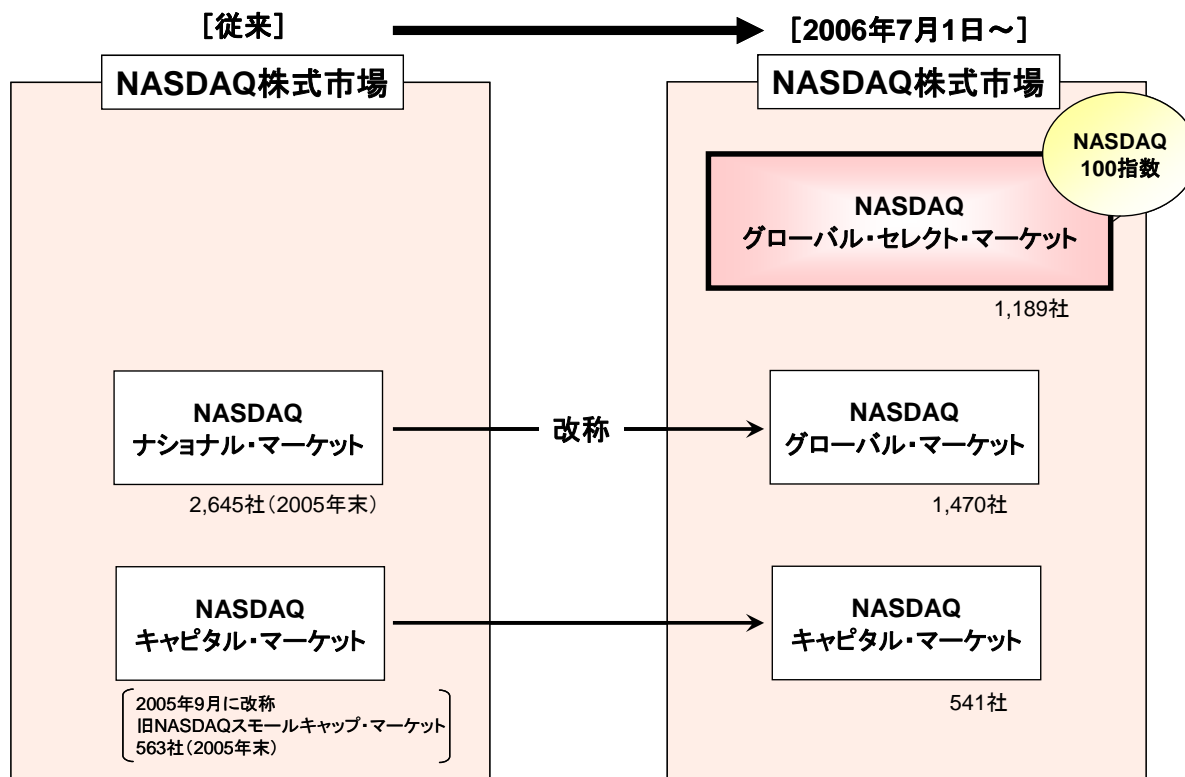 ［従来］
［2006年7月1日～］
NASDAQ株式市場
NASDAQ株式市場
NASDAQ
100指数
NASDAQ
グローバル・セレクト・マーケット
1,189社
NASDAQ
ナショナル・マーケット
2,645社（2005年末）
改称
NASDAQ
グローバル・マーケット
1,470社
NASDAQ
キャピタル・マーケット
2005年9月に改称
旧NASDAQスモールキャップ・マーケット
563社（2005年末）
NASDAQ
キャピタル・マーケット
541社